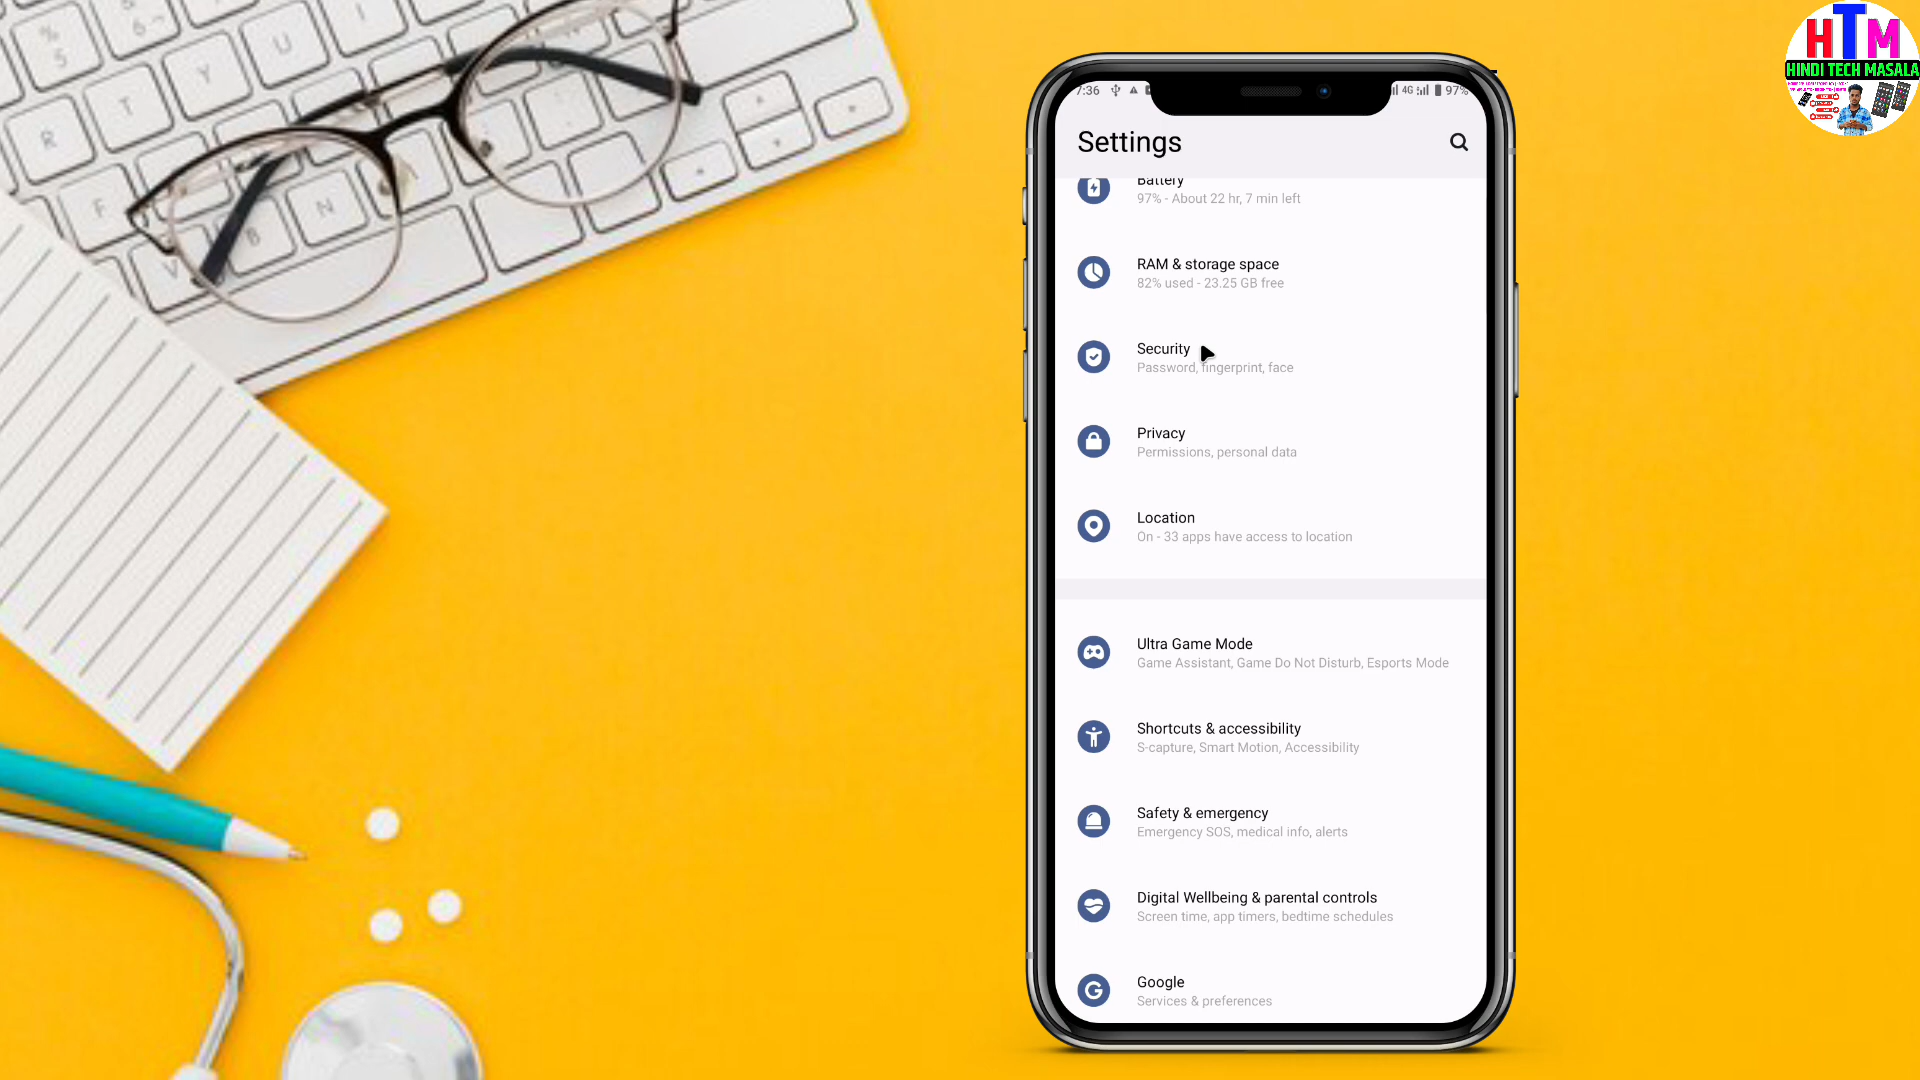 HTM
HINDI TECH MASALA
% 5
6
U
I
Y
T
R
F
N
B
V
7:36
4G
97%
Settings
Battery
97% - About 22 hr, 7 min left
RAM & storage space
82% used - 23.25 GB free
Security
Password, fingerprint, face
Privacy
Permissions, personal data
Location
On - 33 apps have access to location
Ultra Game Mode
Game Assistant, Game Do Not Disturb, Esports Mode
Shortcuts & accessibility
S-capture, Smart Motion, Accessibility
Safety & emergency
Emergency SOS, medical info, alerts
Digital Wellbeing & parental controls
Screen time, app timers, bedtime schedules
Google
Services & preferences